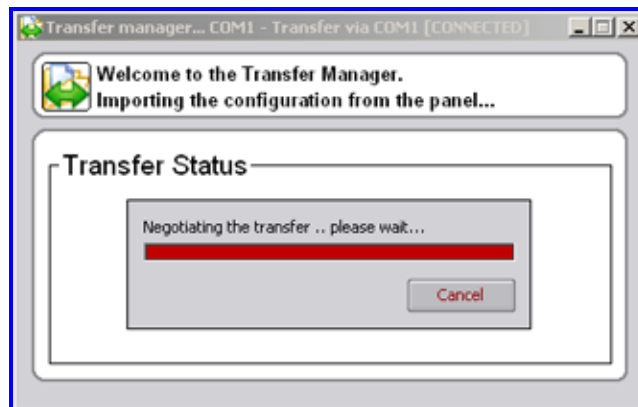 Transfer manager... COM1 - Transfer via COM1 [CONNECTED]
Welcome to the Transfer Manager.
Importing the configuration from the panel...
Transfer Status
Negotiating the transfer .. please wait...
Cancel